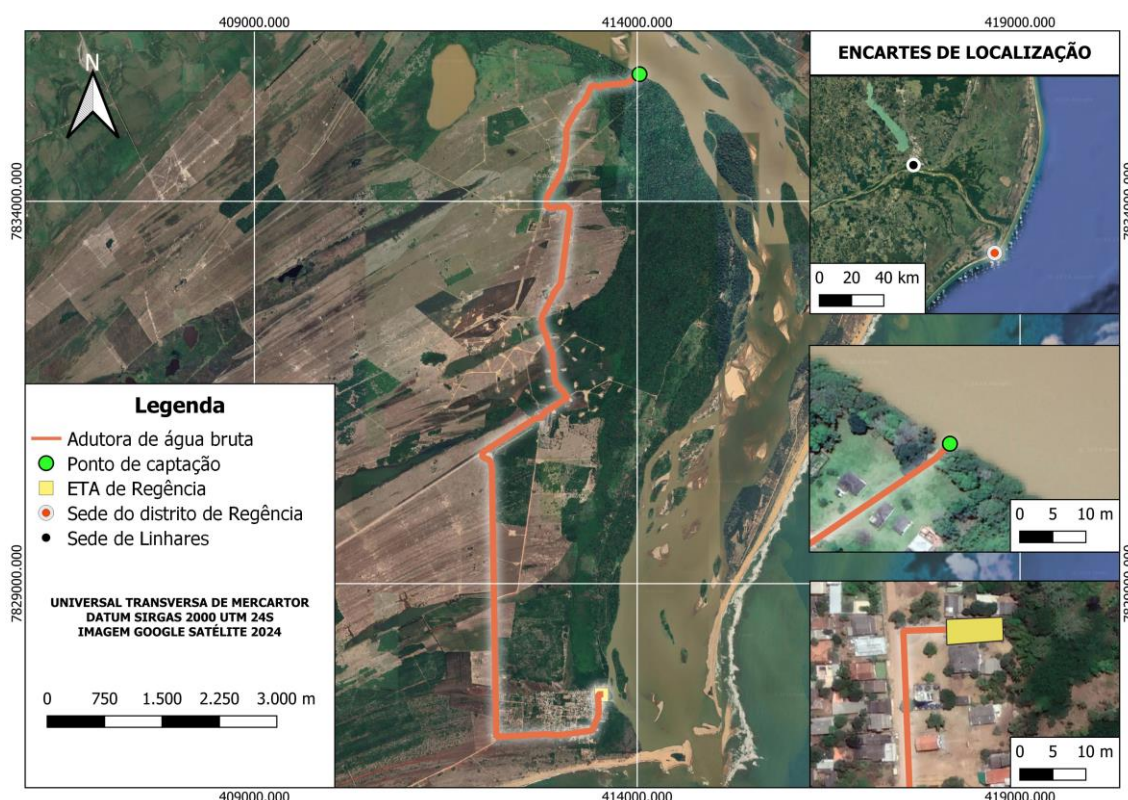 409000.000
414000.000
419000.000
N
ENCARTES DE LOCALIZAÇÃO
0 20 40 km
7834000.000
7834000.000
Legenda
Adutora de água bruta
Ponto de captação
ETA de Regência
Sede do distrito de Regência
Sede de Linhares
UNIVERSAL TRANSVERSA DE MERCARTOR
DATUM SIRGAS 2000 UTM 24S
IMAGEM GOOGLE SATÉLITE 2024
0 750 1.500 2.250 3.000 m
0 5 10 m
7829000.000
7829000.000
0 5 10 m
409000.000
414000.000
419000.000